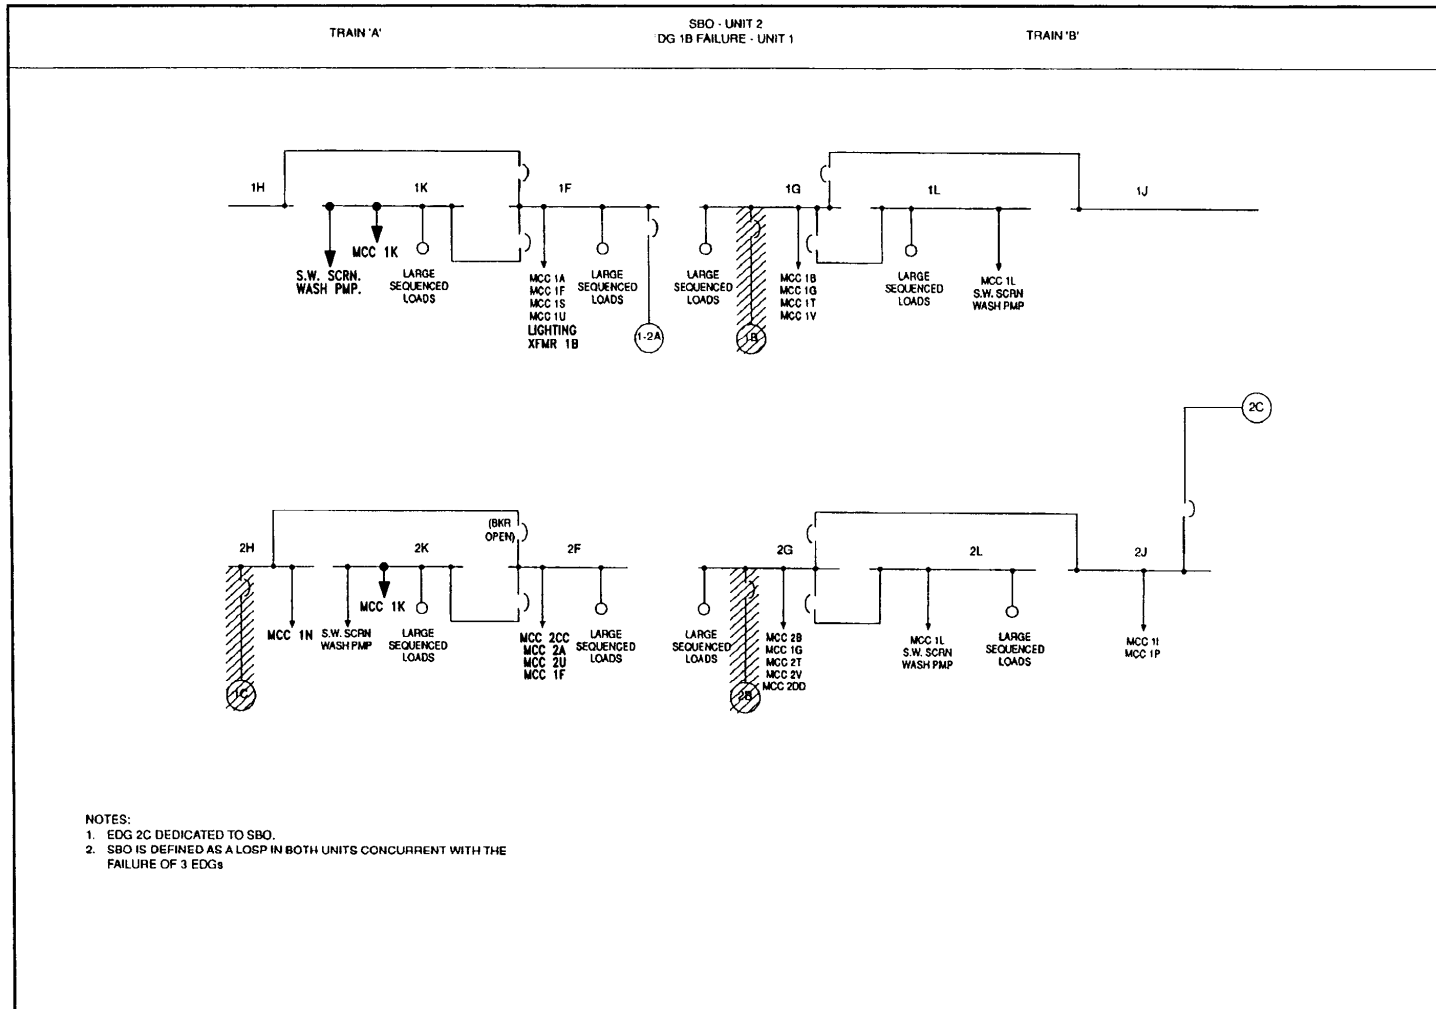 TRAIN 'A'
SBO - UNIT 2
DG 1B FAILURE - UNIT 1
TRAIN 'B'
1H
1K
1F
1G
1L
1J
MCC 1K
S.W. SCRN.
WASH PMP.
LARGE
SEQUENCED
LOADS
MCC 1A
MCC 1F
MCC 1S
MCC 1U
LIGHTING
XFMR 1B
LARGE
SEQUENCED
LOADS
1-2A
LARGE
SEQUENCED
LOADS
1B
MCC 1B
MCC 1G
MCC 1T
MCC 1V
LARGE
SEQUENCED
LOADS
MCC 1L
S.W. SCRN
WASH PMP
2C
(BKR
OPEN)
2H
2K
2F
2G
2L
2J
1C
MCC 1N
S.W. SCRN
WASH PMP
MCC 1K
LARGE
SEQUENCED
LOADS
MCC 2CC
MCC 2A
MCC 2U
MCC 1F
LARGE
SEQUENCED
LOADS
LARGE
SEQUENCED
LOADS
2B
MCC 2B
MCC 1G
MCC 2T
MCC 2V
MCC 2DD
MCC 1L
S.W. SCRN
WASH PMP
LARGE
SEQUENCED
LOADS
MCC 1P
NOTES:
1. EDG 2C DEDICATED TO SBO.
2. SBO IS DEFINED AS A LOSP IN BOTH UNITS CONCURRENT WITH THE
FAILURE OF 3 EDGs